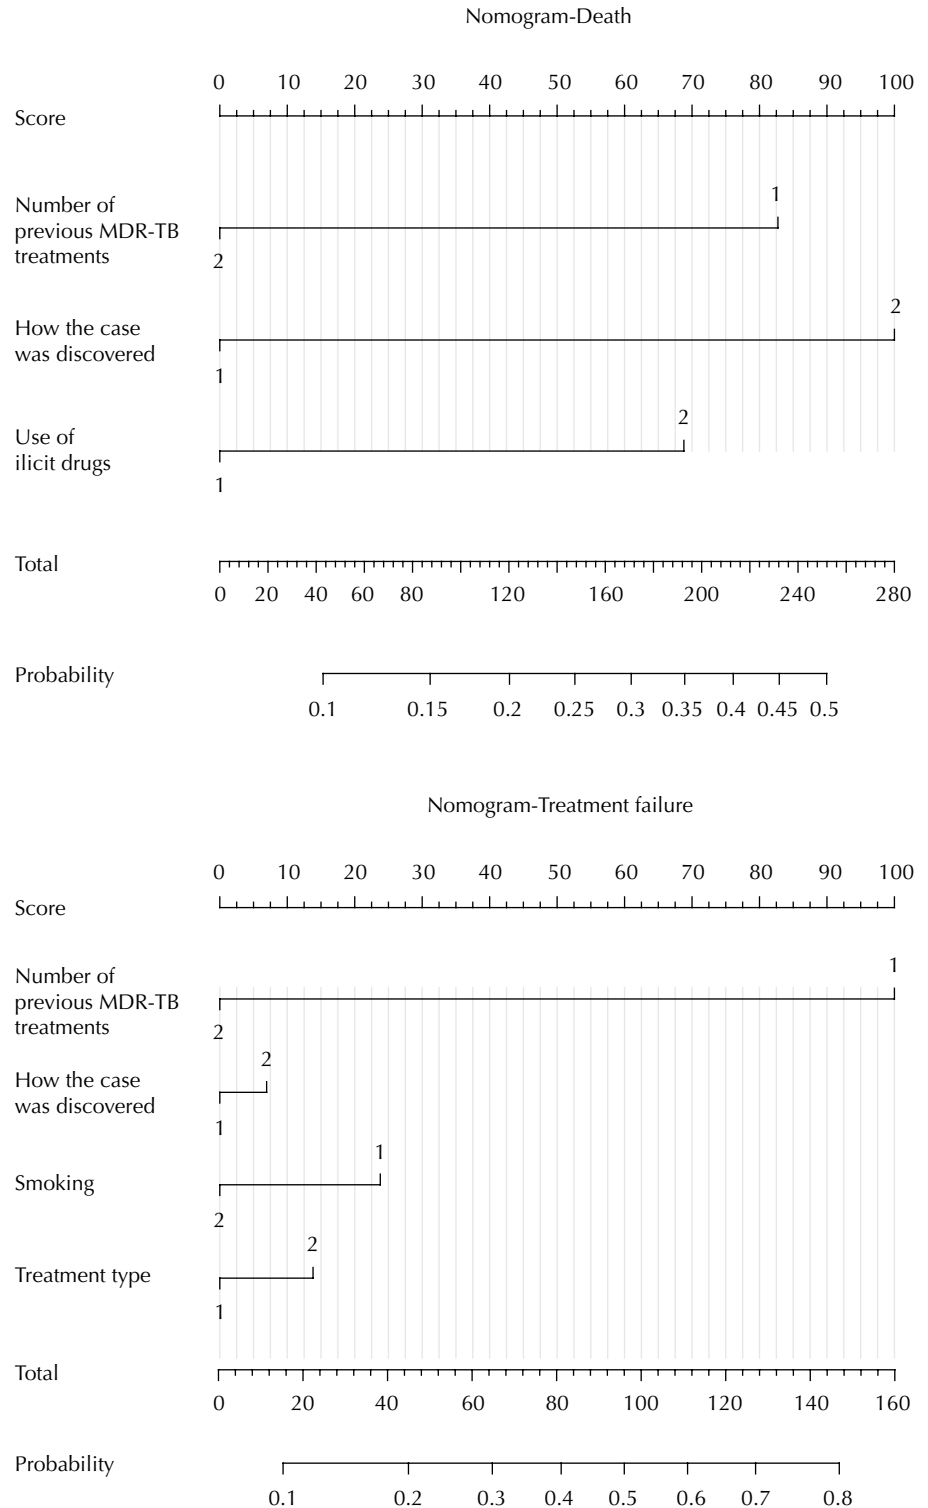 Nomogram-Death
0 10 20 30 40 50 60 70 80 90 100
Score
1
Number of
previous MDR-TB
treatments
2
2
How the case
was discovered
1
2
Use of
ilicit drugs
1
Total
0 20 40 60 80 120 160 200 240 280
Probability
0.1 0.15 0.2 0.25 0.3 0.35 0.4 0.45 0.5
Nomogram-Treatment failure
0 10 20 30 40 50 60 70 80 90 100
Score
1
Number of
previous MDR-TB
treatments
2
2
How the case
was discovered
1
1
Smoking
2
2
Treatment type
1
Total
0 20 40 60 80 100 120 140 160
Probability
0.1 0.2 0.3 0.4 0.5 0.6 0.7 0.8